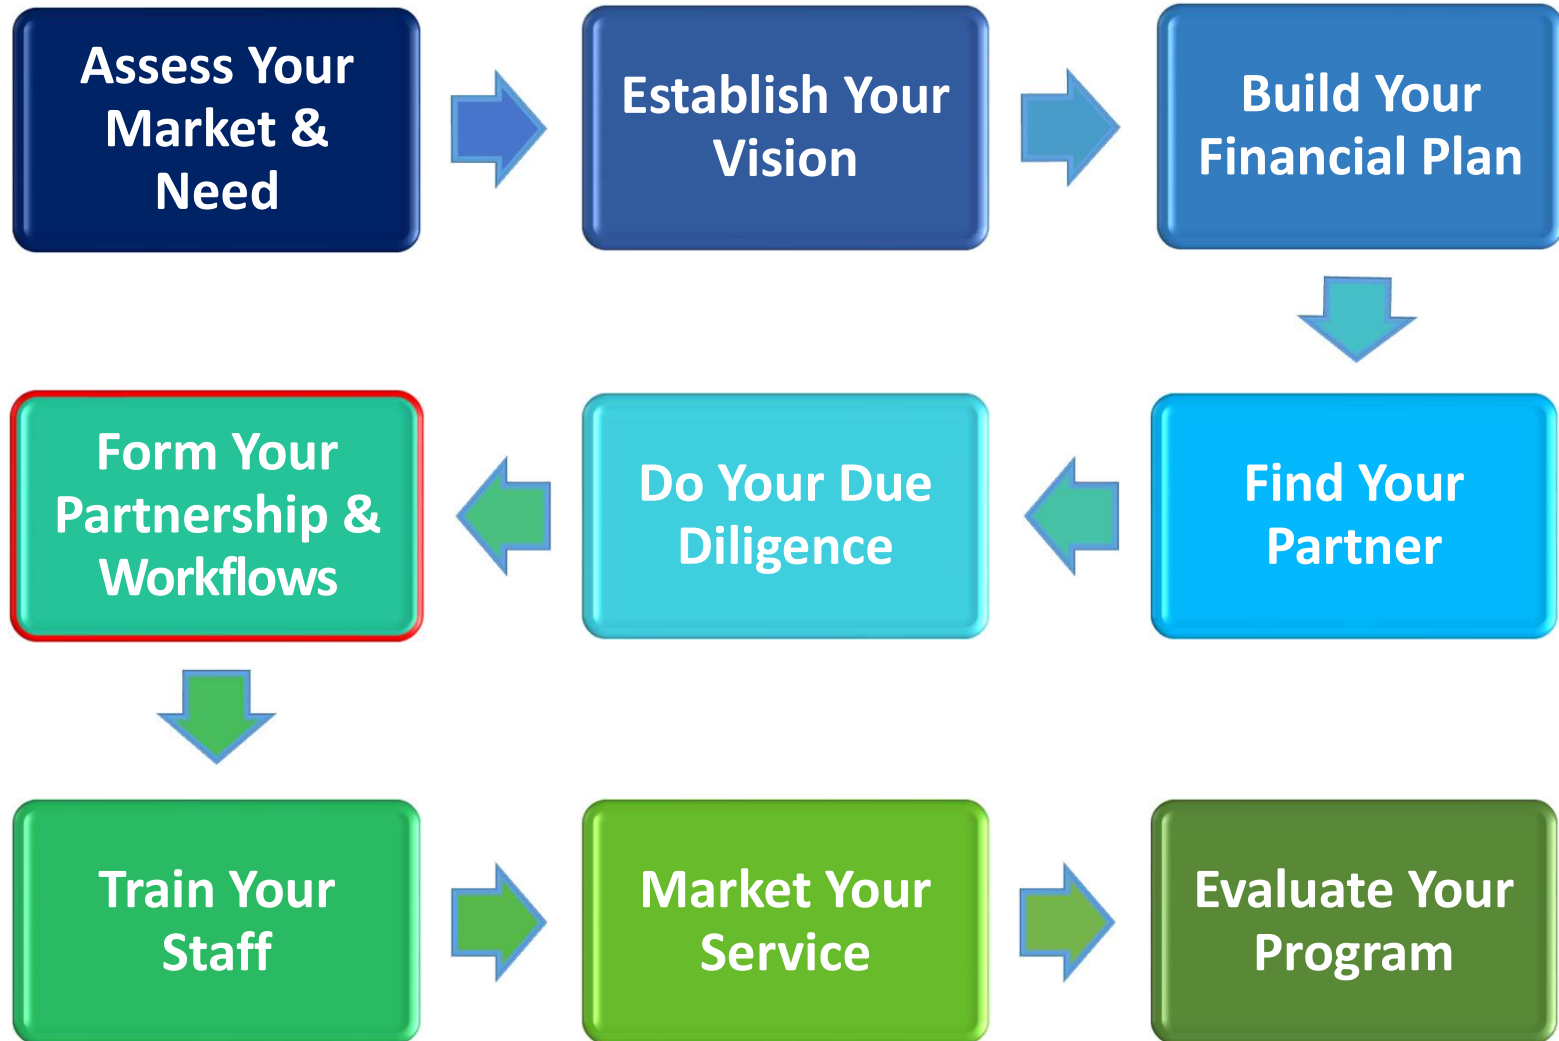 Assess Your
Market &
Need
Establish Your
Vision
Build Your
Financial Plan
Find Your
Partner
Do Your Due
Diligence
Form Your
Partnership &
Workflows
Train Your
Staff
Market Your
Service
Evaluate Your
Program